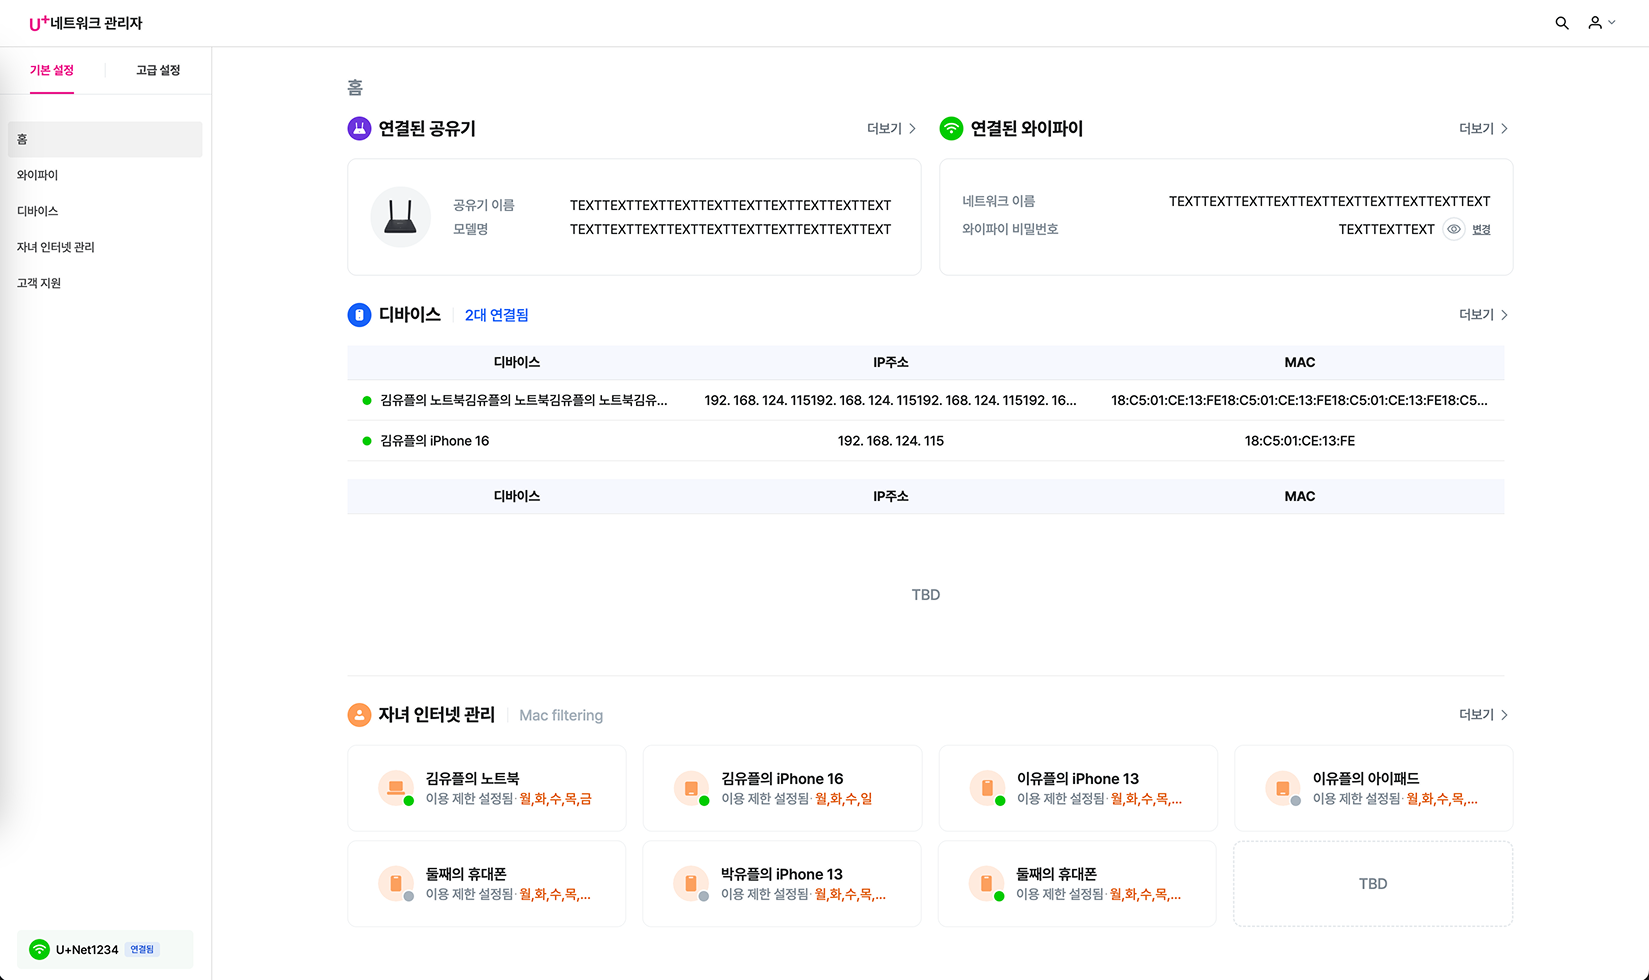 U+네트워크 관리자
기본 설정
고급 설정
홈
와이파이
디바이스
자녀 인터넷 관리
고객 지원
U+Net1234 연결됨
홈
연결된 공유기
더보기
공유기 이름 TEXTTEXTTEXTTEXTTEXTTEXTTEXTTEXTTEXTTEXT
모델명 TEXTTEXTTEXTTEXTTEXTTEXTTEXTTEXTTEXTTEXT
연결된 와이파이
더보기
네트워크 이름 TEXTTEXTTEXTTEXTTEXTTEXTTEXTTEXTTEXTTEXT
와이파이 비밀번호 TEXTTEXTTEXT 변경
디바이스 2대 연결됨 더보기
디바이스 IP주소 MAC
김유플의 노트북김유플의 노트북김유플의 노트북김유... 192. 168. 124. 115192. 168. 124. 115192. 168. 124. 115192. 16... 18:C5:01:CE:13:FE18:C5:01:CE:13:FE18:C5:01:CE:13:FE18:C5...
김유플의 iPhone 16 192. 168. 124. 115 18:C5:01:CE:13:FE
디바이스 IP주소 MAC
TBD
자녀 인터넷 관리 Mac filtering 더보기
김유플의 노트북
이용 제한 설정됨· 월,화,수,목,금
김유플의 iPhone 16
이용 제한 설정됨· 월,화,수,일
이유플의 iPhone 13
이용 제한 설정됨· 월,화,수,목,...
이유플의 아이패드
이용 제한 설정됨· 월,화,수,목,...
둘째의 휴대폰
이용 제한 설정됨· 월,화,수,목,...
박유플의 iPhone 13
이용 제한 설정됨· 월,화,수,목,...
둘째의 휴대폰
이용 제한 설정됨· 월,화,수,목,...
TBD